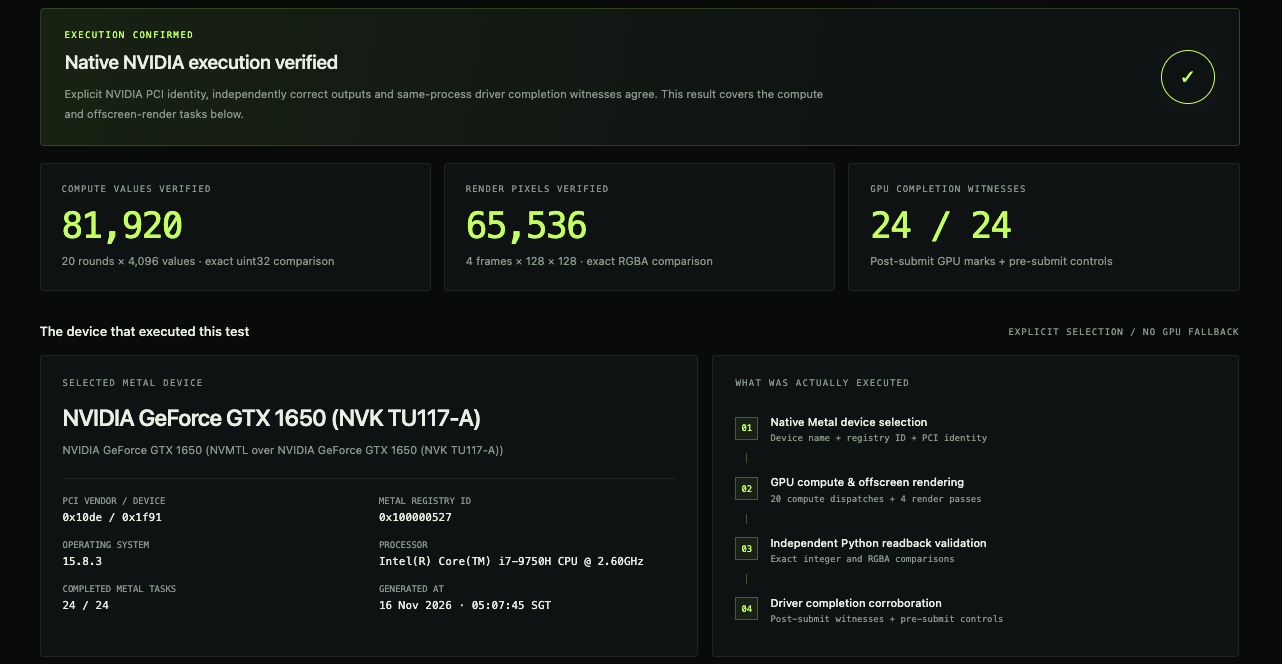 EXECUTION CONFIRMED
Native NVIDIA execution verified
Explicit NVIDIA PCI identity, independently correct outputs and same-process driver completion witnesses agree. This result covers the compute
and offscreen-render tasks below.
✓
COMPUTE VALUES VERIFIED
81,920
20 rounds × 4,096 values · exact uint32 comparison
RENDER PIXELS VERIFIED
65,536
4 frames × 128 × 128 · exact RGBA comparison
GPU COMPLETION WITNESSES
24 / 24
Post-submit GPU marks + pre-submit controls
The device that executed this test
EXPLICIT SELECTION / NO GPU FALLBACK
SELECTED METAL DEVICE
NVIDIA GeForce GTX 1650 (NVK TU117-A)
NVIDIA GeForce GTX 1650 (NVMTL over NVIDIA GeForce GTX 1650 (NVK TU117-A))
PCI VENDOR / DEVICE
0x10de / 0x1f91
METAL REGISTRY ID
0x100000527
OPERATING SYSTEM
15.8.3
PROCESSOR
Intel(R) Core(TM) i7-9750H CPU @ 2.60GHz
COMPLETED METAL TASKS
24 / 24
GENERATED AT
16 Nov 2026 · 05:07:45 SGT
WHAT WAS ACTUALLY EXECUTED
01
Native Metal device selection
Device name + registry ID + PCI identity
02
GPU compute & offscreen rendering
20 compute dispatches + 4 render passes
03
Independent Python readback validation
Exact integer and RGBA comparisons
04
Driver completion corroboration
Post-submit witnesses + pre-submit controls